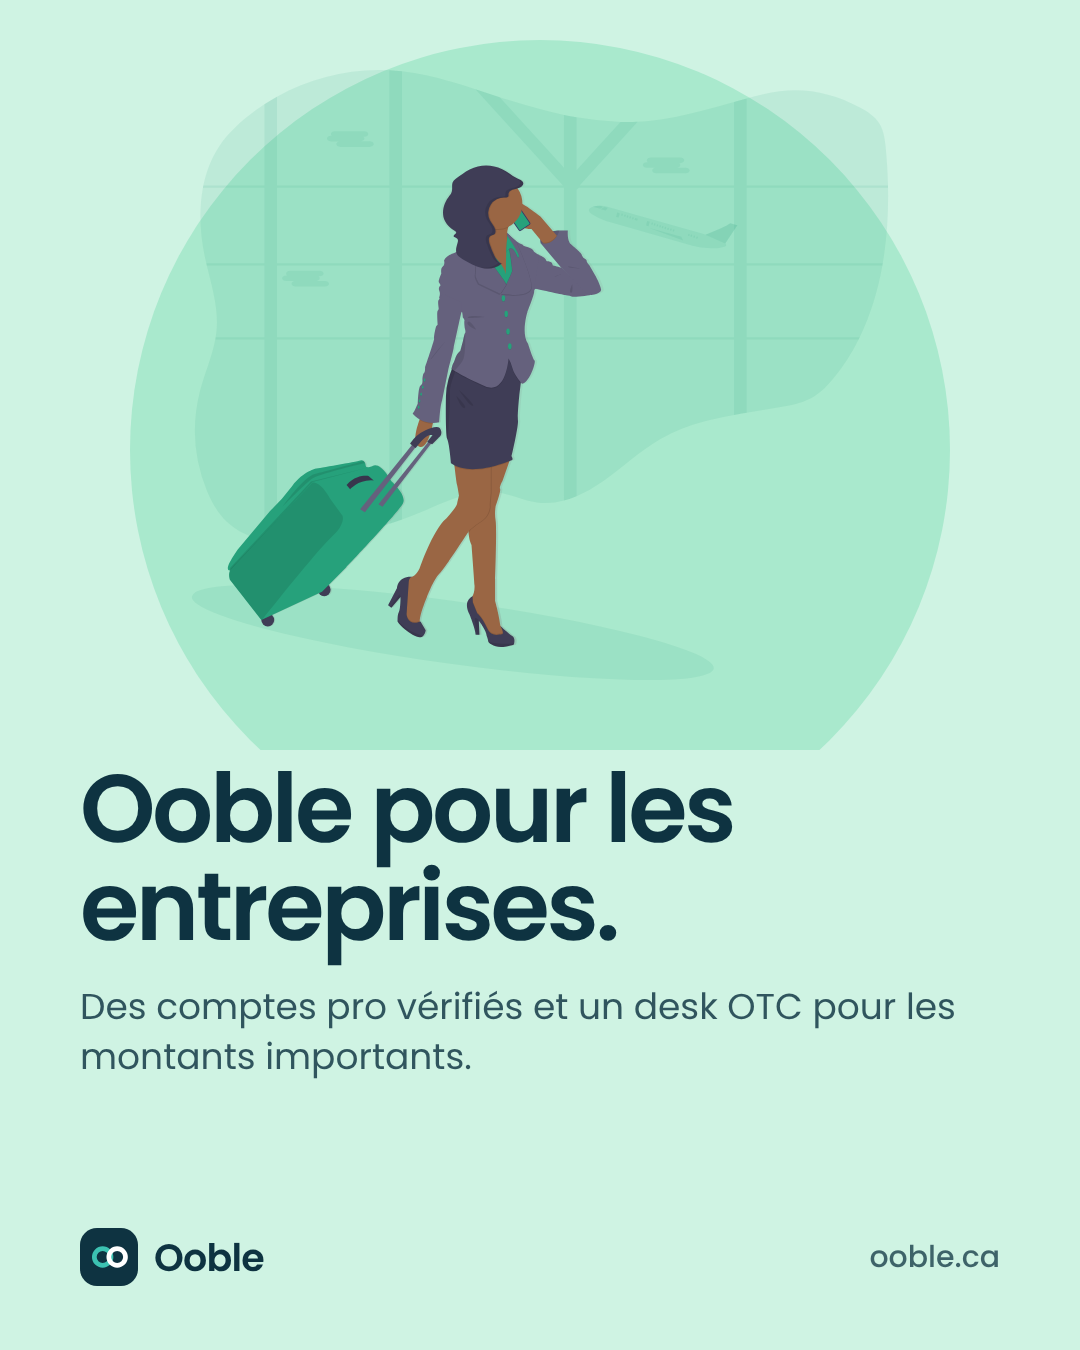 Ooble pour les
entreprises.
Des comptes pro vérifiés et un desk OTC pour les
montants importants.
Ooble
ooble.ca